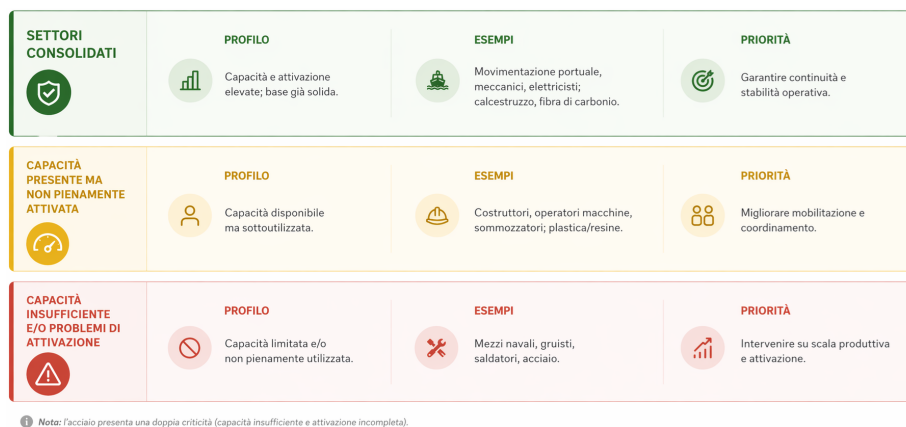 SETTORI
CONSOLIDATI
PROFILO
Capacità e attivazione
elevate; base già solida.
ESEMPI
Movimentazione portuale,
meccanici, elettricisti;
calcestruzzo, fibra di carbonio.
PRIORITÀ
Garantire continuità e
stabilità operativa.
CAPACITÀ
PRESENTE MA
NON PIENAMENTE
ATTIVATA
PROFILO
Capacità disponibile
ma sottoutilizzata.
ESEMPI
Costruttori, operatori macchine,
sommozzatori; plastica/resine.
PRIORITÀ
Migliorare mobilitazione e
coordinamento.
CAPACITÀ
INSUFFICIENTE
E/O PROBLEMI DI
ATTIVAZIONE
PROFILO
Capacità limitata e/o
non pienamente utilizzata.
ESEMPI
Mezzi navali, gruisti,
saldatori, acciaio.
PRIORITÀ
Intervenire su scala produttiva
e attivazione.
Nota: l'acciaio presenta una doppia criticità (capacità insufficiente e attivazione incompleta).